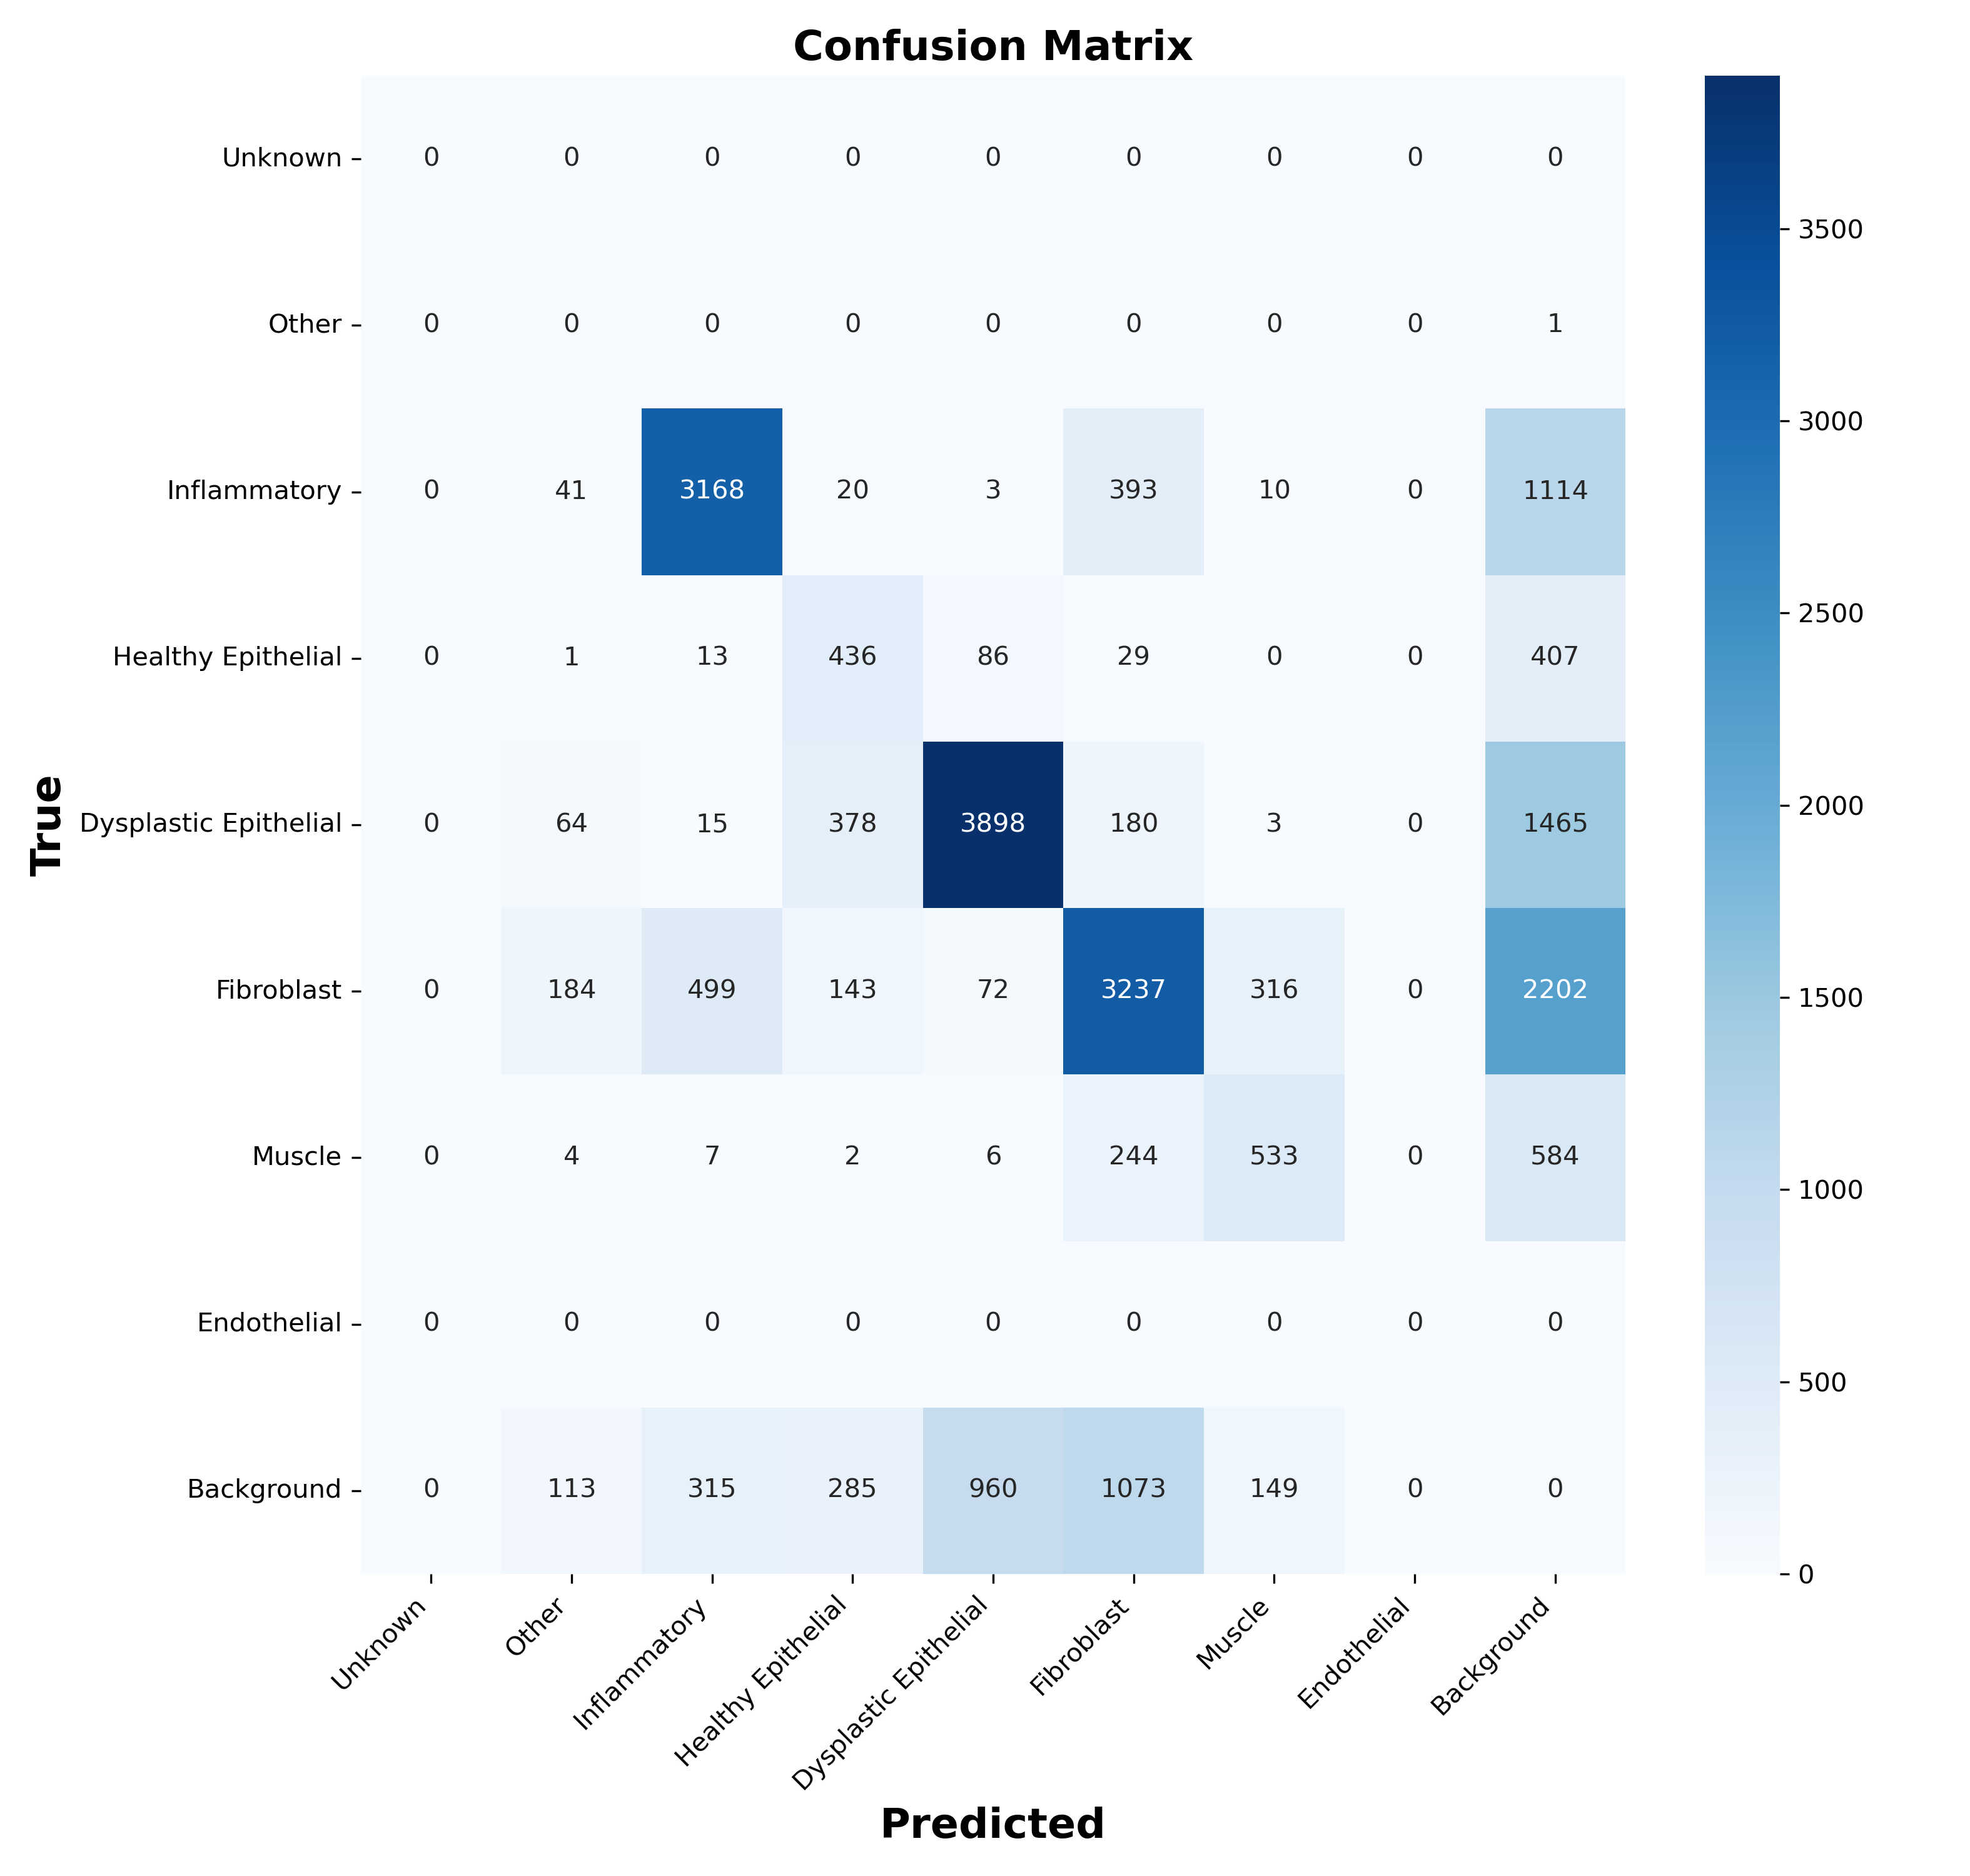 Confusion Matrix
Unknown 0 0 0 0 0 0 0 0 0
Other 0 0 0 0 0 0 0 0 1
Inflammatory 0 41 3168 20 3 393 10 0 1114
Healthy Epithelial 0 1 13 436 86 29 0 0 407
Dysplastic Epithelial 0 64 15 378 3898 180 3 0 1465
Fibroblast 0 184 499 143 72 3237 316 0 2202
Muscle 0 4 7 2 6 244 533 0 584
Endothelial 0 0 0 0 0 0 0 0 0
Background 0 113 315 285 960 1073 149 0 0
True
Unknown
Other
Inflammatory
Healthy Epithelial
Dysplastic Epithelial
Fibroblast
Muscle
Endothelial
Background
Predicted
3500
3000
2500
2000
1500
1000
500
0